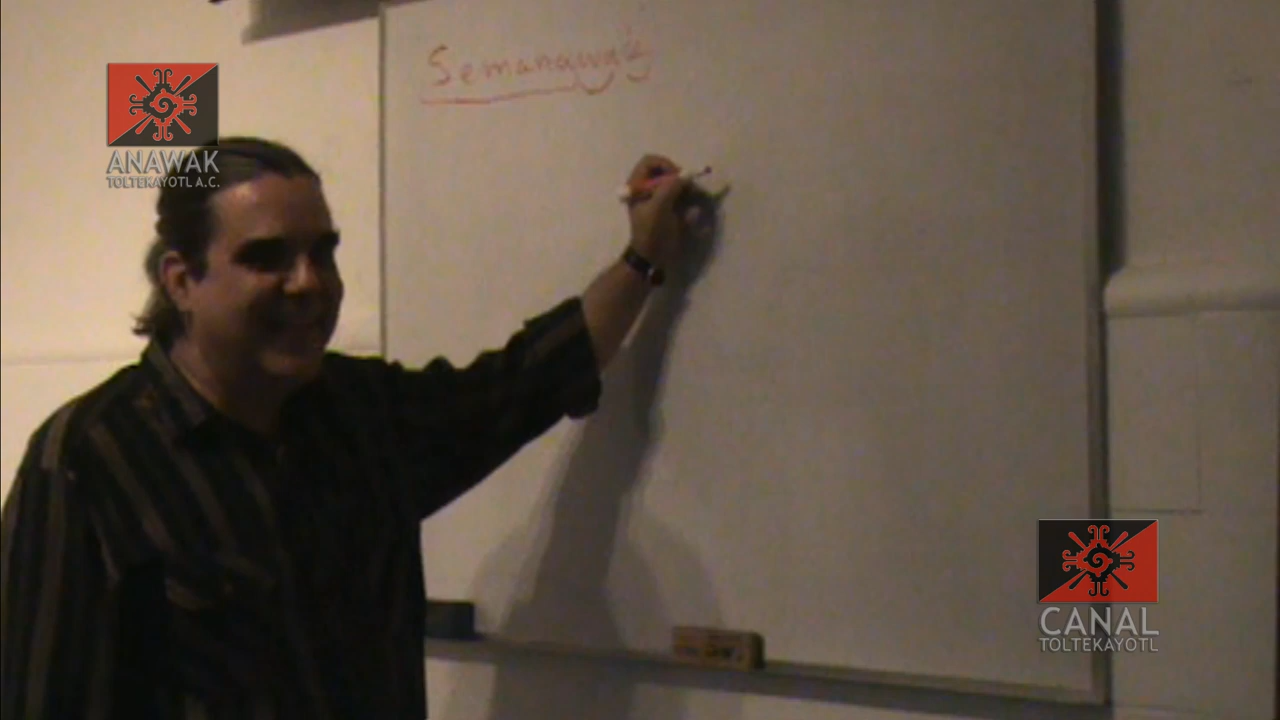 Semanawak
ANAWAK
TOLTEKAYOTL A.C.
CANAL
TOLTEKAYOTL